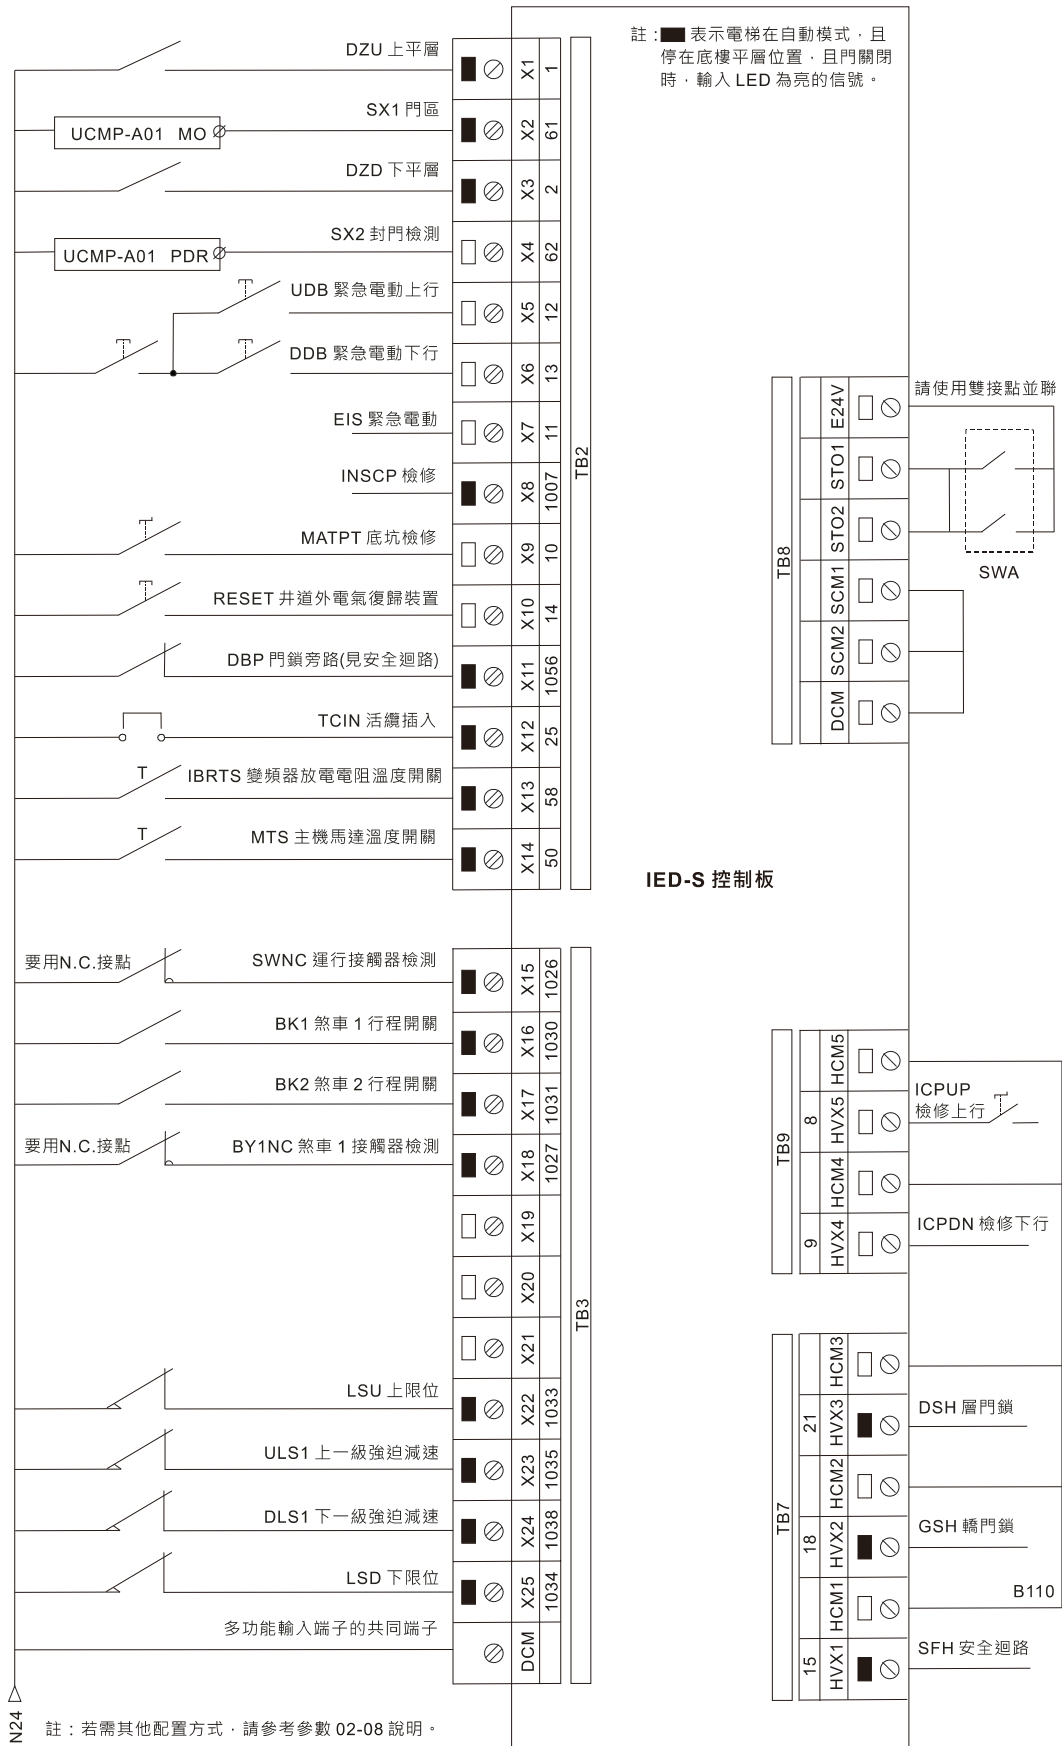 註:■ 表示電梯在自動模式，且
停在底樓平層位置，且門關閉
時，輸入 LED 為亮的信號。
DZU 上平層
X1
1
SX1 門區
UCMP-A01 MO
X2
61
DZD 下平層
X3
2
SX2 封門檢測
UCMP-A01 PDR
X4
62
UDB 緊急電動上行
X5
12
DDB 緊急電動下行
X6
13
EIS 緊急電動
X7
11
INSCP 檢修
X8
1007
MATPT 底坑檢修
X9
10
RESET 井道外電氣復歸裝置
X10
14
DBP 門鎖旁路(見安全迴路)
X11
1056
TCIN 活纜插入
X12
25
T
IBRTS 變頻器放電電阻溫度開關
X13
58
T
MTS 主機馬達溫度開關
X14
50
TB2
請使用雙接點並聯
E24V
STO1
STO2
SCM1
SCM2
DCM
TB8
SWA
IED-S 控制板
要用N.C.接點
SWNC 運行接觸器檢測
X15
1026
BK1 煞車 1 行程開關
X16
1030
BK2 煞車 2 行程開關
X17
1031
要用N.C.接點
BY1NC 煞車 1 接觸器檢測
X18
1027
X19
X20
X21
LSU 上限位
X22
1033
ULS1 上一級強迫減速
X23
1035
DLS1 下一級強迫減速
X24
1038
LSD 下限位
X25
1034
多功能輸入端子的共同端子
DCM
TB3
TB9
HCM5
ICPUP
檢修上行
8
HVX5
HCM4
ICPDN 檢修下行
9
HVX4
TB7
HCM3
DSH 層門鎖
21
HVX3
HCM2
GSH 轎門鎖
18
HVX2
B110
HCM1
SFH 安全迴路
15
HVX1
N24
註:若需其他配置方式，請參考參數 02-08 說明。